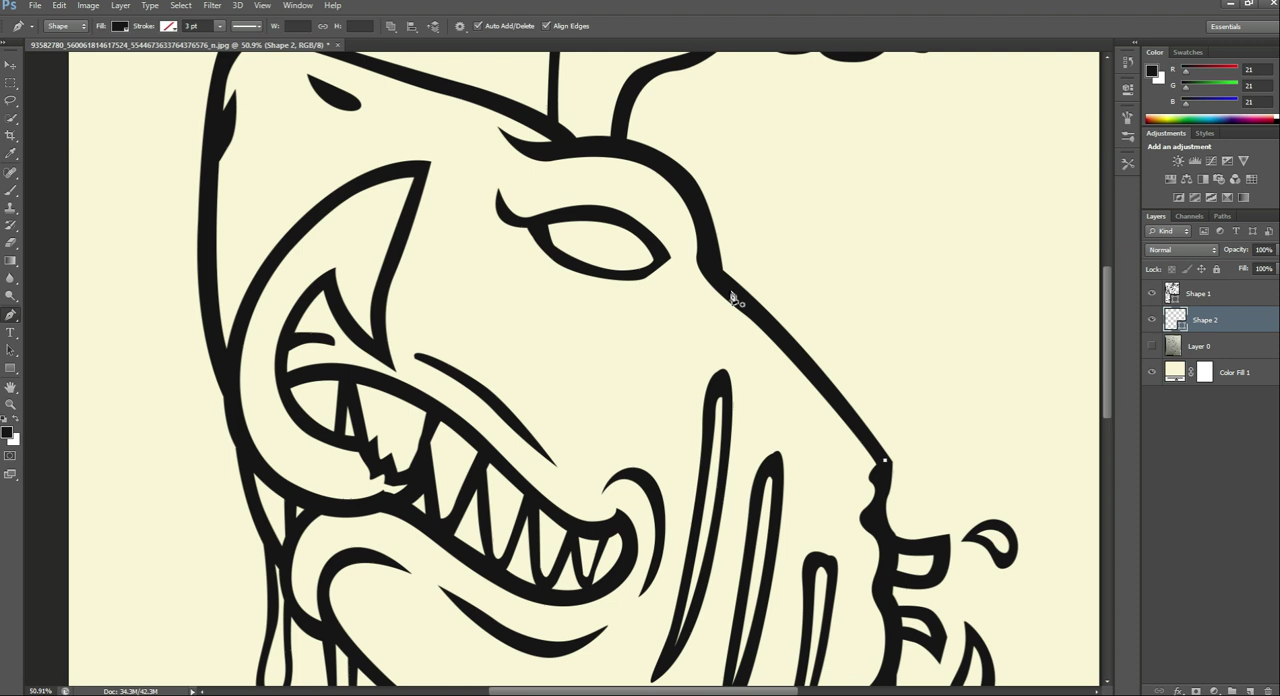 Ps File Edit Image Layer Type Select Filter 3D View Window Help
Shape Fill: Stroke: 3 pt W: H: Auto Add/Delete Align Edges Essentials
93582780_560061814617524_5544673633764376576_n.jpg @ 50.9% (Shape 2, RGB/8) * ×
Color Swatches
R 21
G 21
B 21
Adjustments Styles
Add an adjustment
Layers Channels Paths
Kind
Normal Opacity: 100%
Lock: Fill: 100%
Shape 1
Shape 2
Layer 0
Color Fill 1
50.91% Doc: 34.3M/42.3M